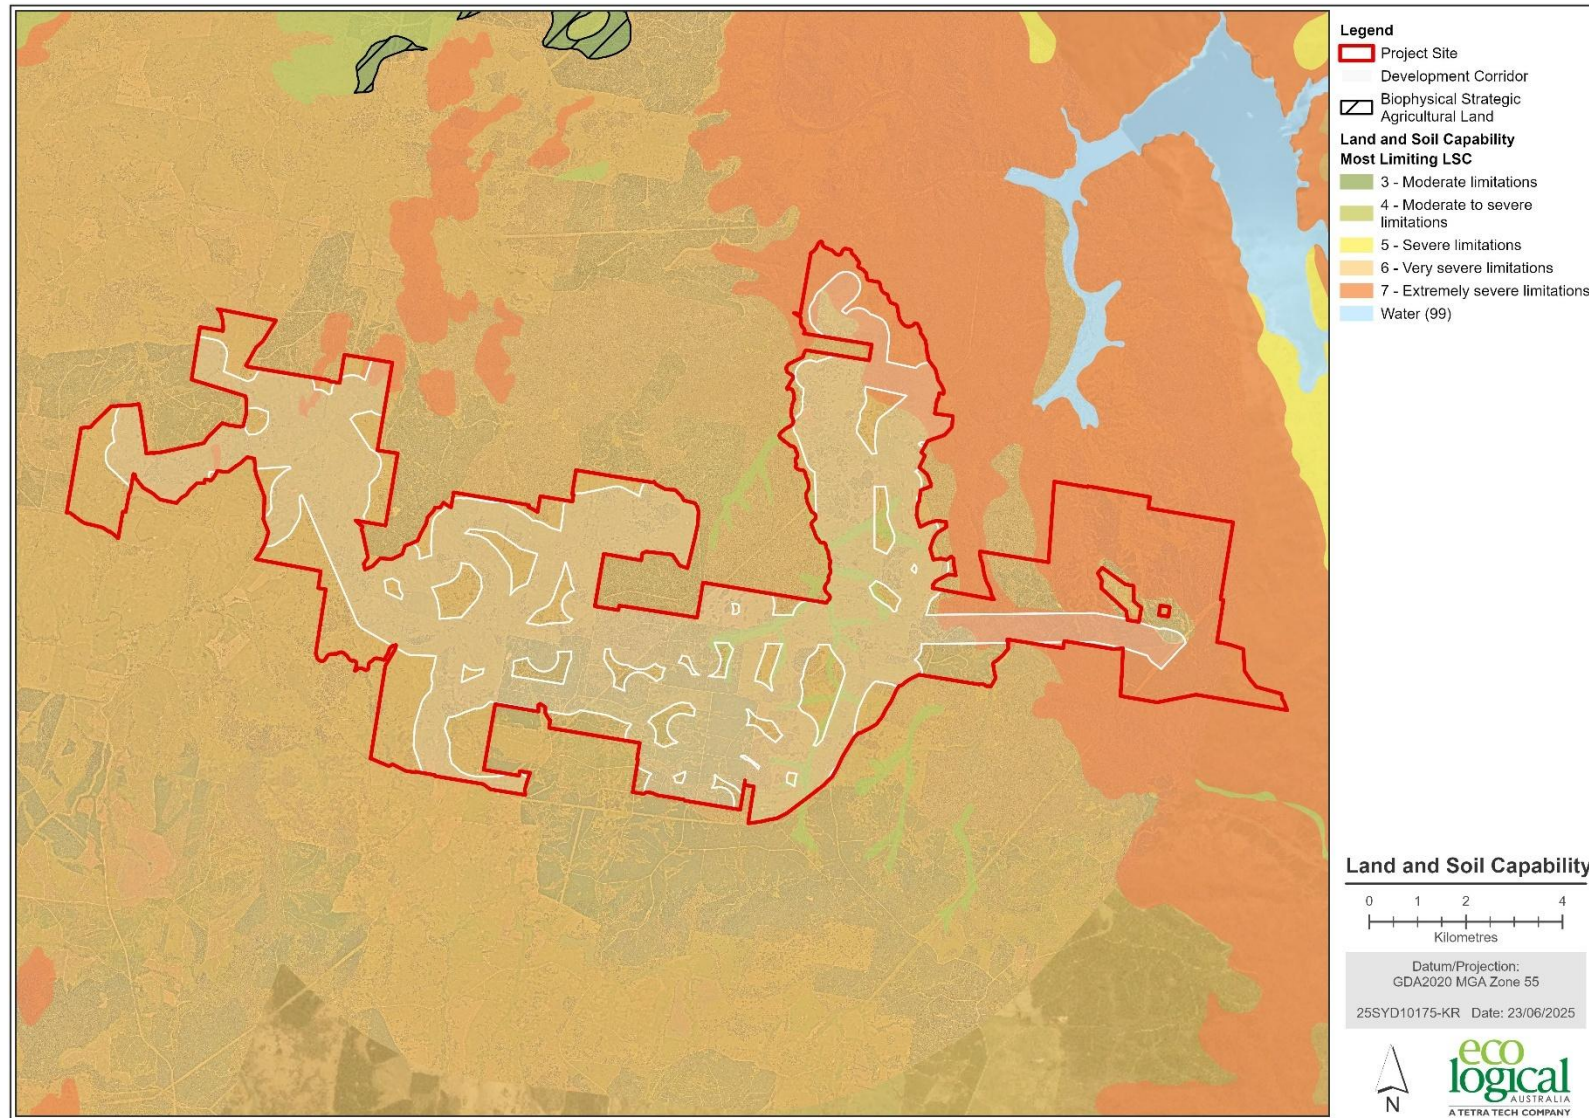 Legend
Project Site
Development Corridor
Biophysical Strategic
Agricultural Land
Land and Soil Capability
Most Limiting LSC
3 - Moderate limitations
4 - Moderate to severe
limitations
5 - Severe limitations
6 - Very severe limitations
7 - Extremely severe limitations
Water (99)
Land and Soil Capability
0 1 2 4
Kilometres
Datum/Projection:
GDA2020 MGA Zone 55
25SYD10175-KR Date: 23/06/2025
N
eco
logical
AUSTRALIA
A TETRA TECH COMPANY